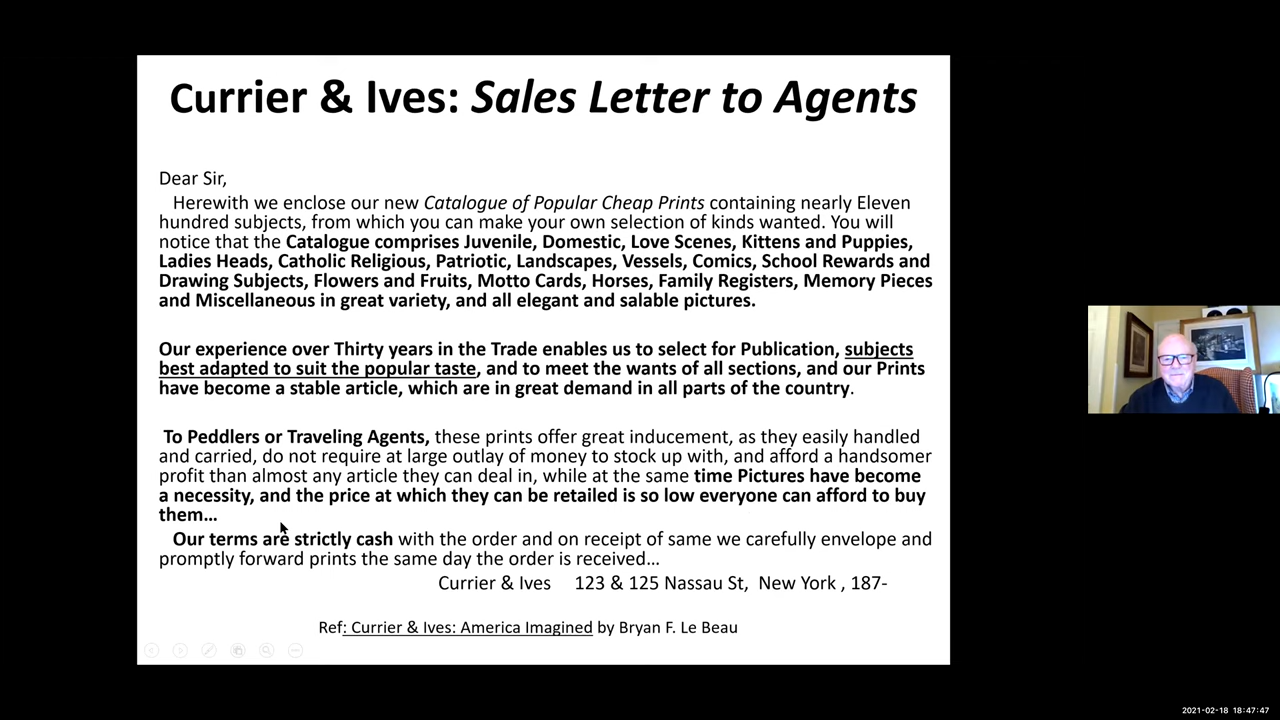 Currier & Ives: Sales Letter to Agents
Dear Sir,
Herewith we enclose our new Catalogue of Popular Cheap Prints containing nearly Eleven
hundred subjects, from which you can make your own selection of kinds wanted. You will
notice that the Catalogue comprises Juvenile, Domestic, Love Scenes, Kittens and Puppies,
Ladies Heads, Catholic Religious, Patriotic, Landscapes, Vessels, Comics, School Rewards and
Drawing Subjects, Flowers and Fruits, Motto Cards, Horses, Family Registers, Memory Pieces
and Miscellaneous in great variety, and all elegant and salable pictures.
Our experience over Thirty years in the Trade enables us to select for Publication, subjects
best adapted to suit the popular taste, and to meet the wants of all sections, and our Prints
have become a stable article, which are in great demand in all parts of the country.
To Peddlers or Traveling Agents, these prints offer great inducement, as they easily handled
and carried, do not require at large outlay of money to stock up with, and afford a handsomer
profit than almost any article they can deal in, while at the same time Pictures have become
a necessity, and the price at which they can be retailed is so low everyone can afford to buy
them…
Our terms are strictly cash with the order and on receipt of same we carefully envelope and
promptly forward prints the same day the order is received…
Currier & Ives 123 & 125 Nassau St, New York , 187-
Ref: Currier & Ives: America Imagined by Bryan F. Le Beau
2021-02-18 18:47:47